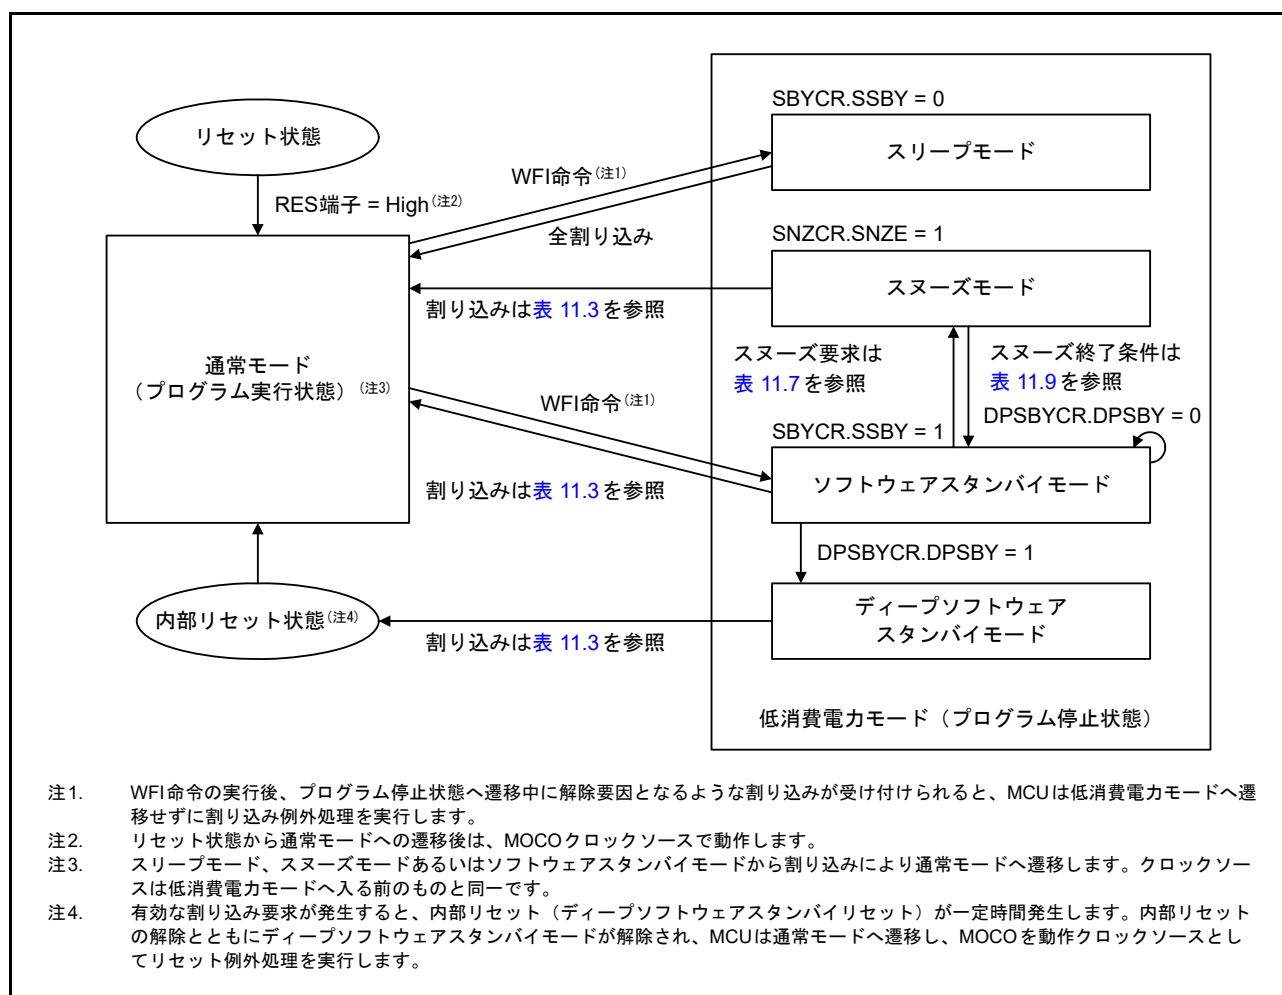 SBYCR.SSBY = 0
リセット状態
スリープモード
WFI命令(注1)
RES端子 = High(注2)
全割り込み
SNZCR.SNZE = 1
スヌーズモード
割り込みは表 11.3を参照
通常モード
(プログラム実行状態)(注3)
スヌーズ要求は
表 11.7を参照
スヌーズ終了条件は
表 11.9を参照
WFI命令(注1)
DPSBYCR.DPSBY = 0
SBYCR.SSBY = 1
ソフトウェアスタンバイモード
割り込みは表 11.3を参照
DPSBYCR.DPSBY = 1
内部リセット状態(注4)
ディープソフトウェア
スタンバイモード
割り込みは表 11.3を参照
低消費電力モード(プログラム停止状態)
注1. WFI命令の実行後、プログラム停止状態へ遷移中に解除要因となるような割り込みが受け付けられると、MCUは低消費電力モードへ遷
移せずに割り込み例外処理を実行します。
注2. リセット状態から通常モードへの遷移後は、MOCOクロックソースで動作します。
注3. スリープモード、スヌーズモードあるいはソフトウェアスタンバイモードから割り込みにより通常モードへ遷移します。クロックソー
スは低消費電力モードへ入る前のものと同一です。
注4. 有効な割り込み要求が発生すると、内部リセット(ディープソフトウェアスタンバイリセット)が一定時間発生します。内部リセット
の解除とともにディープソフトウェアスタンバイモードが解除され、MCUは通常モードへ遷移し、MOCOを動作クロックソースとし
てリセット例外処理を実行します。